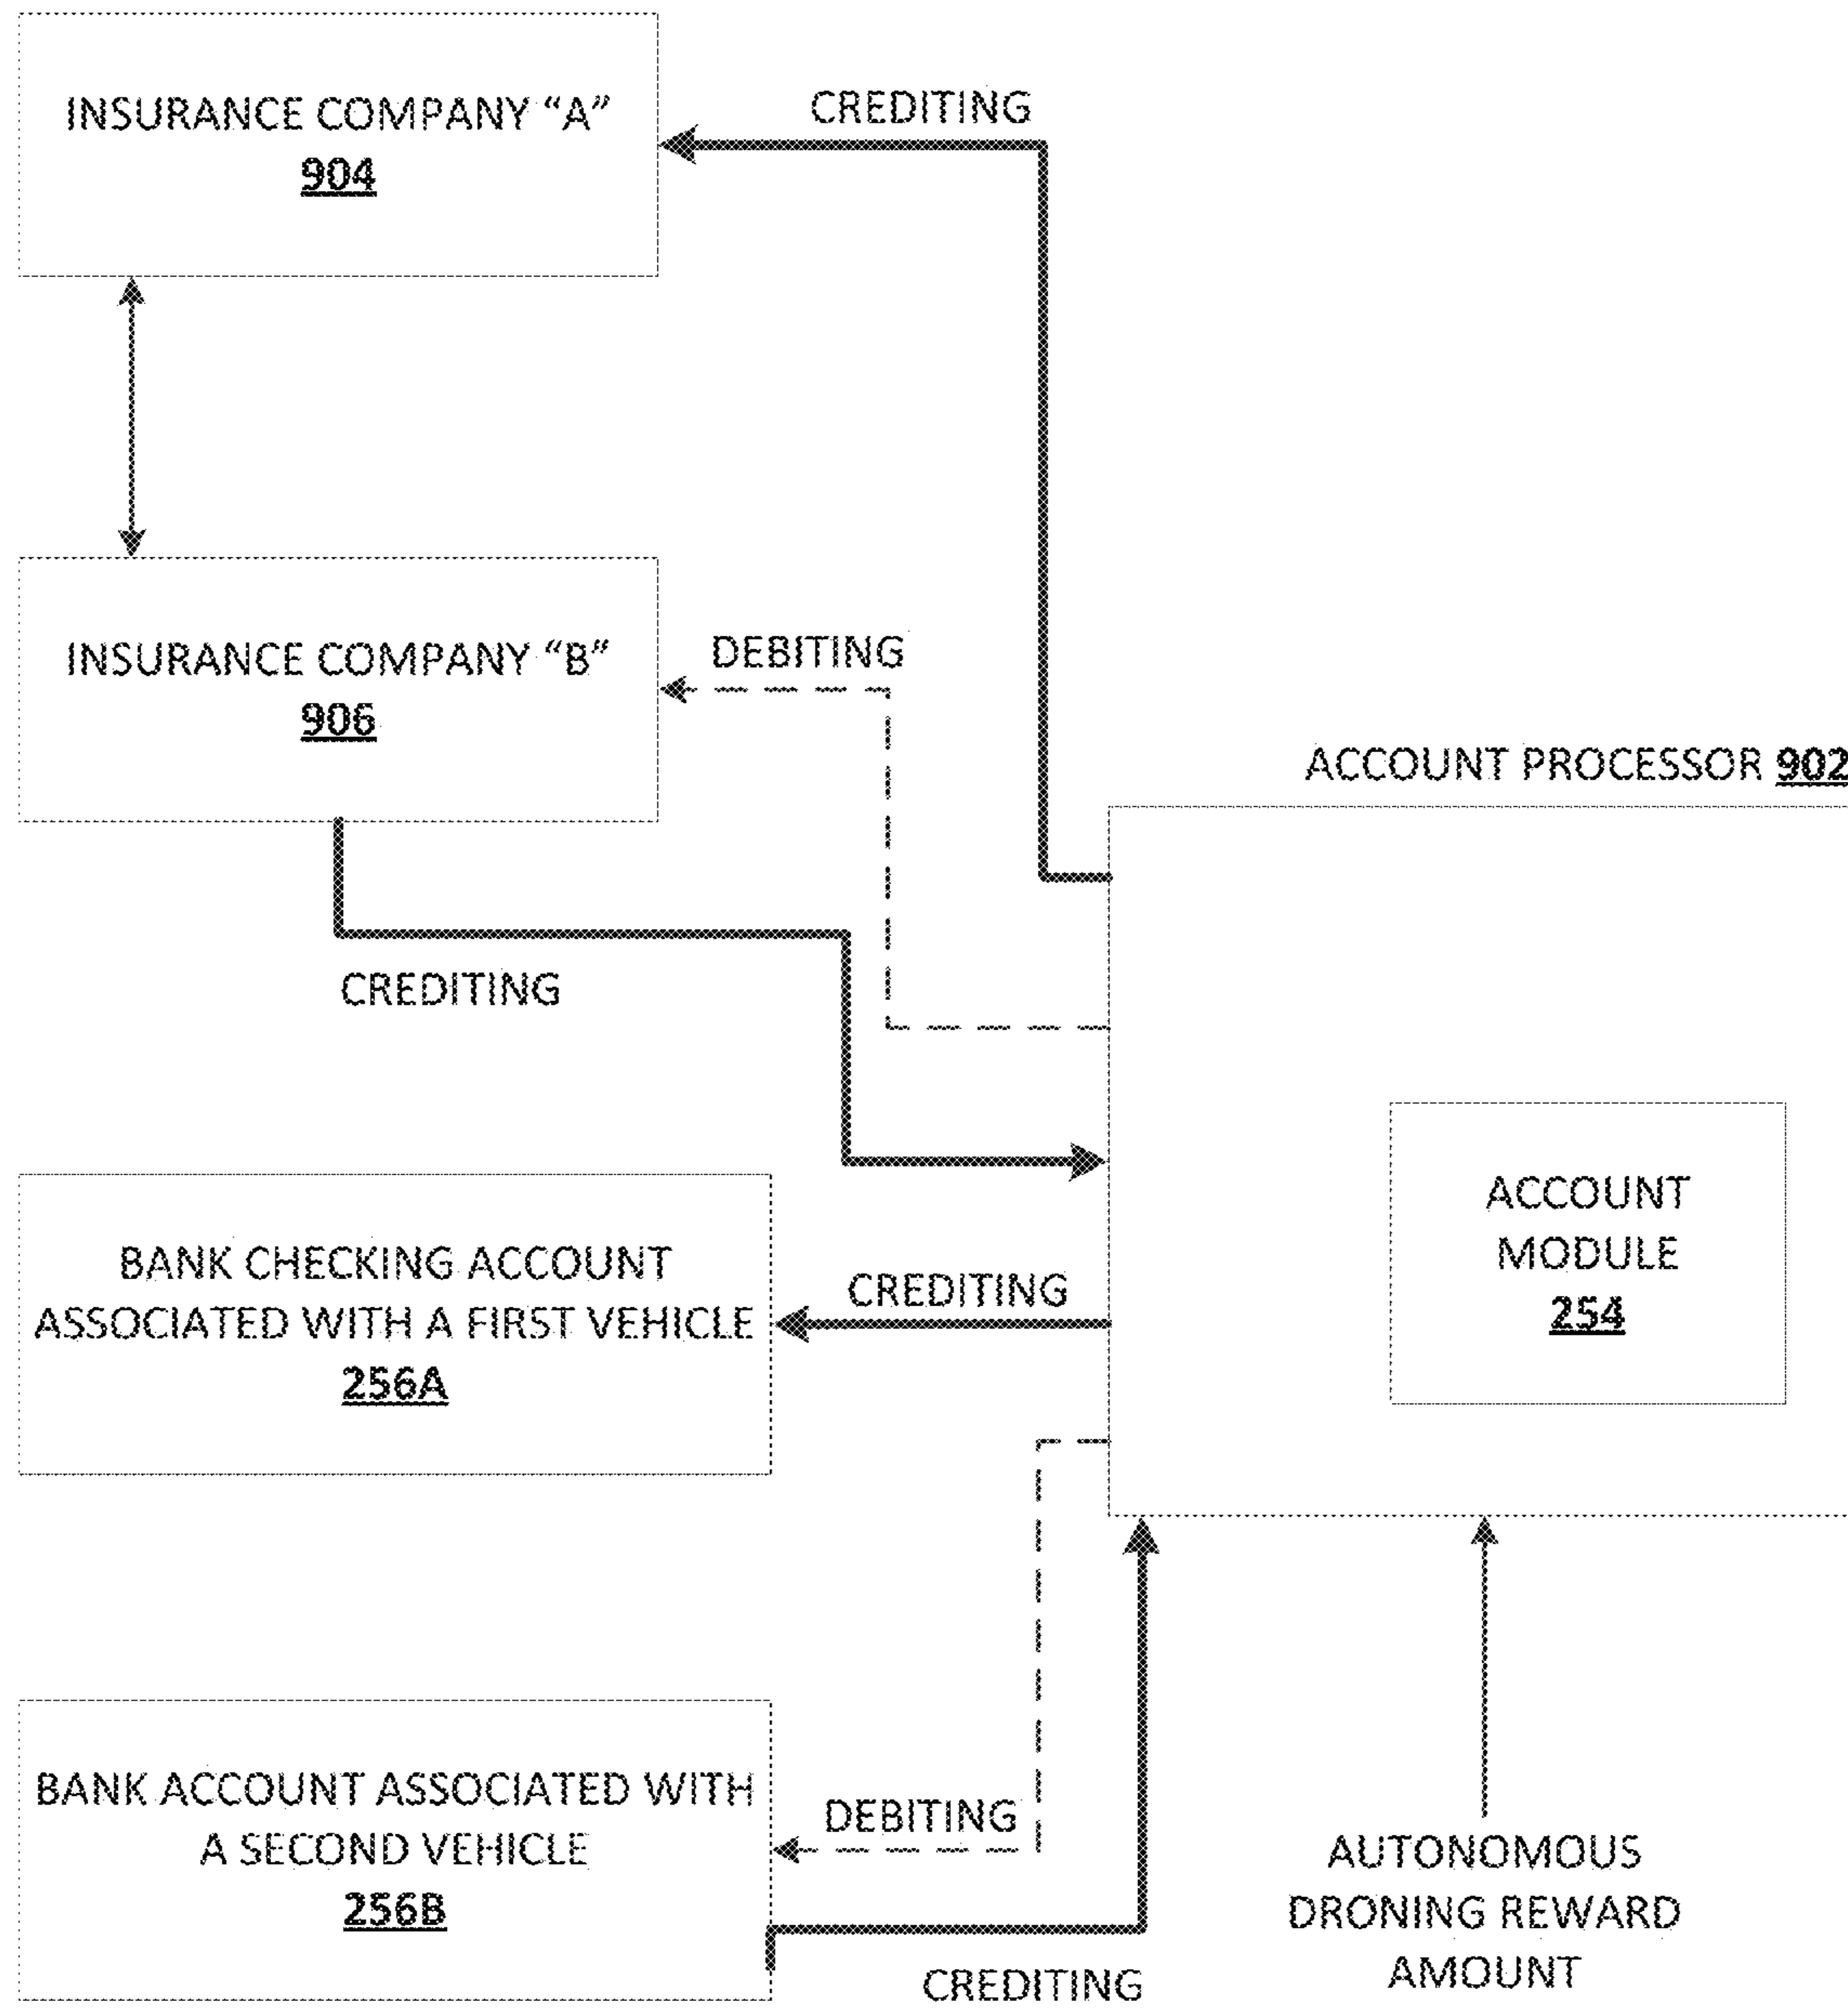 INSURANCE COMPANY “A”
904
CREDITING
INSURANCE COMPANY “B”
906
DEBITING
ACCOUNT PROCESSOR 902
CREDITING
ACCOUNT
MODULE
254
BANK CHECKING ACCOUNT
ASSOCIATED WITH A FIRST VEHICLE
256A
CREDITING
BANK ACCOUNT ASSOCIATED WITH
A SECOND VEHICLE
256B
DEBITING
CREDITING
AUTONOMOUS
DRONING REWARD
AMOUNT